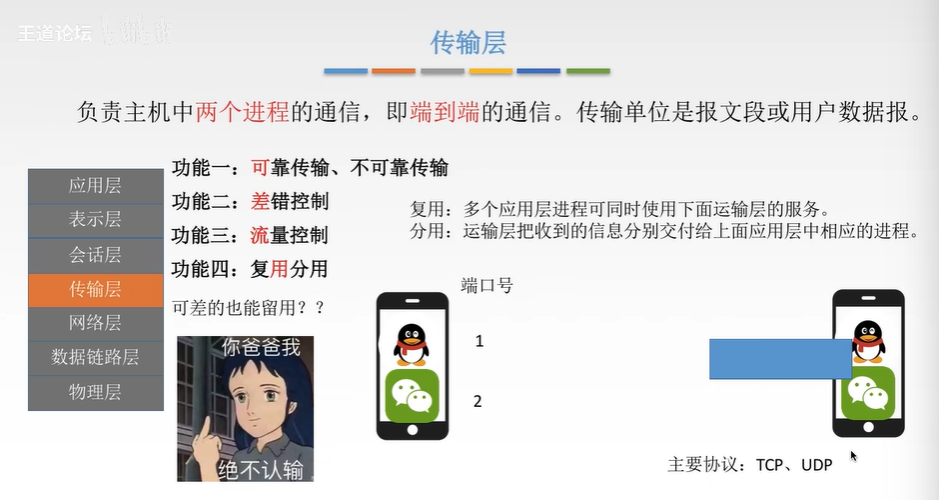 王道论坛
传输层
负责主机中两个进程的通信，即端到端的通信。传输单位是报文段或用户数据报。
功能一：可靠传输、不可靠传输
功能二：差错控制
功能三：流量控制
功能四：复用分用
可差的也能留用？？
复用：多个应用层进程可同时使用下面运输层的服务。
分用：运输层把收到的信息分别交付给上面应用层中相应的进程。
应用层
表示层
会话层
传输层
网络层
数据链路层
物理层
你爸爸我
绝不认输
端口号
1
2
主要协议：TCP、UDP